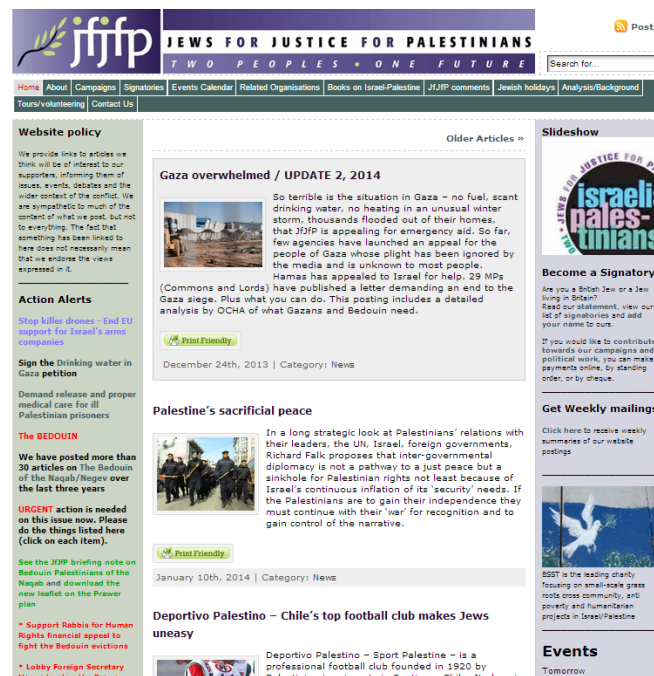 jfjfp
JEWS FOR JUSTICE FOR PALESTINIANS
TWO PEOPLES • ONE FUTURE
Post
Search for...
Home About Campaigns Signatories Events Calendar Related Organisations Books on Israel-Palestine JfJfP comments Jewish holidays Analysis/Background
Tours/volunteering Contact Us
Website policy
We provide links to articles we
think will be of interest to our
supporters, informing them of
issues, events, debates and the
wider context of the conflict. We
are sympathetic to much of the
content of what we post, but not
to everything. The fact that
something has been linked to
here does not necessarily mean
that we endorse the views
expressed in it.
Action Alerts
Stop killer drones - End EU
support for Israel's arms
companies
Sign the Drinking water in
Gaza petition
Demand release and proper
medical care for ill
Palestinian prisoners
The BEDOUIN
We have posted more than
30 articles on The Bedouin
of the Naqab/Negev over
the last three years
URGENT action is needed
on this issue now. Please
do the things listed here
(click on each item).
See the JfJfP briefing note on
Bedouin Palestinians of the
Naqab and download the
new leaflet on the Prawer
plan
* Support Rabbis for Human
Rights financial appeal to
fight the Bedouin evictions
* Lobby Foreign Secretary
Older Articles »
Gaza overwhelmed / UPDATE 2, 2014
So terrible is the situation in Gaza – no fuel, scant
drinking water, no heating in an unusual winter
storm, thousands flooded out of their homes,
that JfJfP is appealing for emergency aid. So far,
few agencies have launched an appeal for the
people of Gaza whose plight has been ignored by
the media and is unknown to most people.
Hamas has appealed to Israel for help. 29 MPs
(Commons and Lords) have published a letter demanding an end to the
Gaza siege. Plus what you can do. This posting includes a detailed
analysis by OCHA of what Gazans and Bedouin need.
Print Friendly
December 24th, 2013 | Category: News
Palestine's sacrificial peace
In a long strategic look at Palestinians' relations with
their leaders, the UN, Israel, foreign governments,
Richard Falk proposes that inter-governmental
diplomacy is not a pathway to a just peace but a
sinkhole for Palestinian rights not least because of
Israel's continuous inflation of its 'security' needs. If
the Palestinians are to gain their independence they
must continue with their 'war' for recognition and to
gain control of the narrative.
Print Friendly
January 10th, 2014 | Category: News
Deportivo Palestino – Chile's top football club makes Jews
uneasy
Deportivo Palestino – Sport Palestine – is a
professional football club founded in 1920 by
Slideshow
JEWS FOR JUSTICE FOR
israeli
pales-
tinians
TWO
Become a Signatory
Are you a British Jew or a Jew
living in Britain?
Read our statement, view our
list of signatories and add
your name to ours.
If you would like to contribute
towards our campaigns and
political work, you can make
payments online, by standing
order, or by cheque.
Get Weekly mailings
Click here to receive weekly
summaries of our website
postings
BSST is the leading charity
focusing on small-scale grass
roots cross community, anti
poverty and humanitarian
projects in Israel/Palestine
Events
Tomorrow